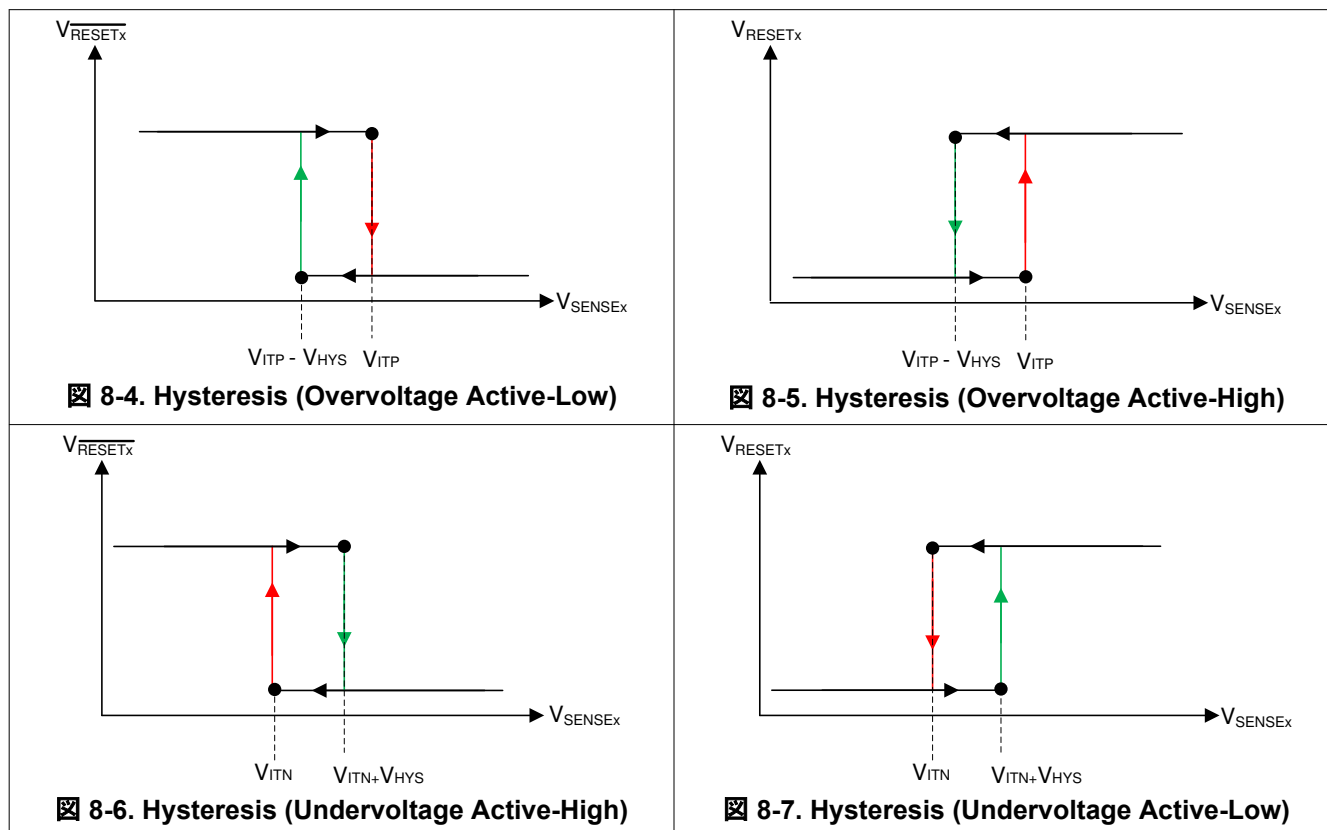 V_RESETx
V_SENSEx
VITP - VHYS VITP
図 8-4. Hysteresis (Overvoltage Active-Low)
VRESETx
VSENSEx
VITP - VHYS VITP
図 8-5. Hysteresis (Overvoltage Active-High)
VRESETx
VSENSEx
VITN VITN+VHYS
図 8-6. Hysteresis (Undervoltage Active-High)
VRESETx
VSENSEx
VITN VITN+VHYS
図 8-7. Hysteresis (Undervoltage Active-Low)